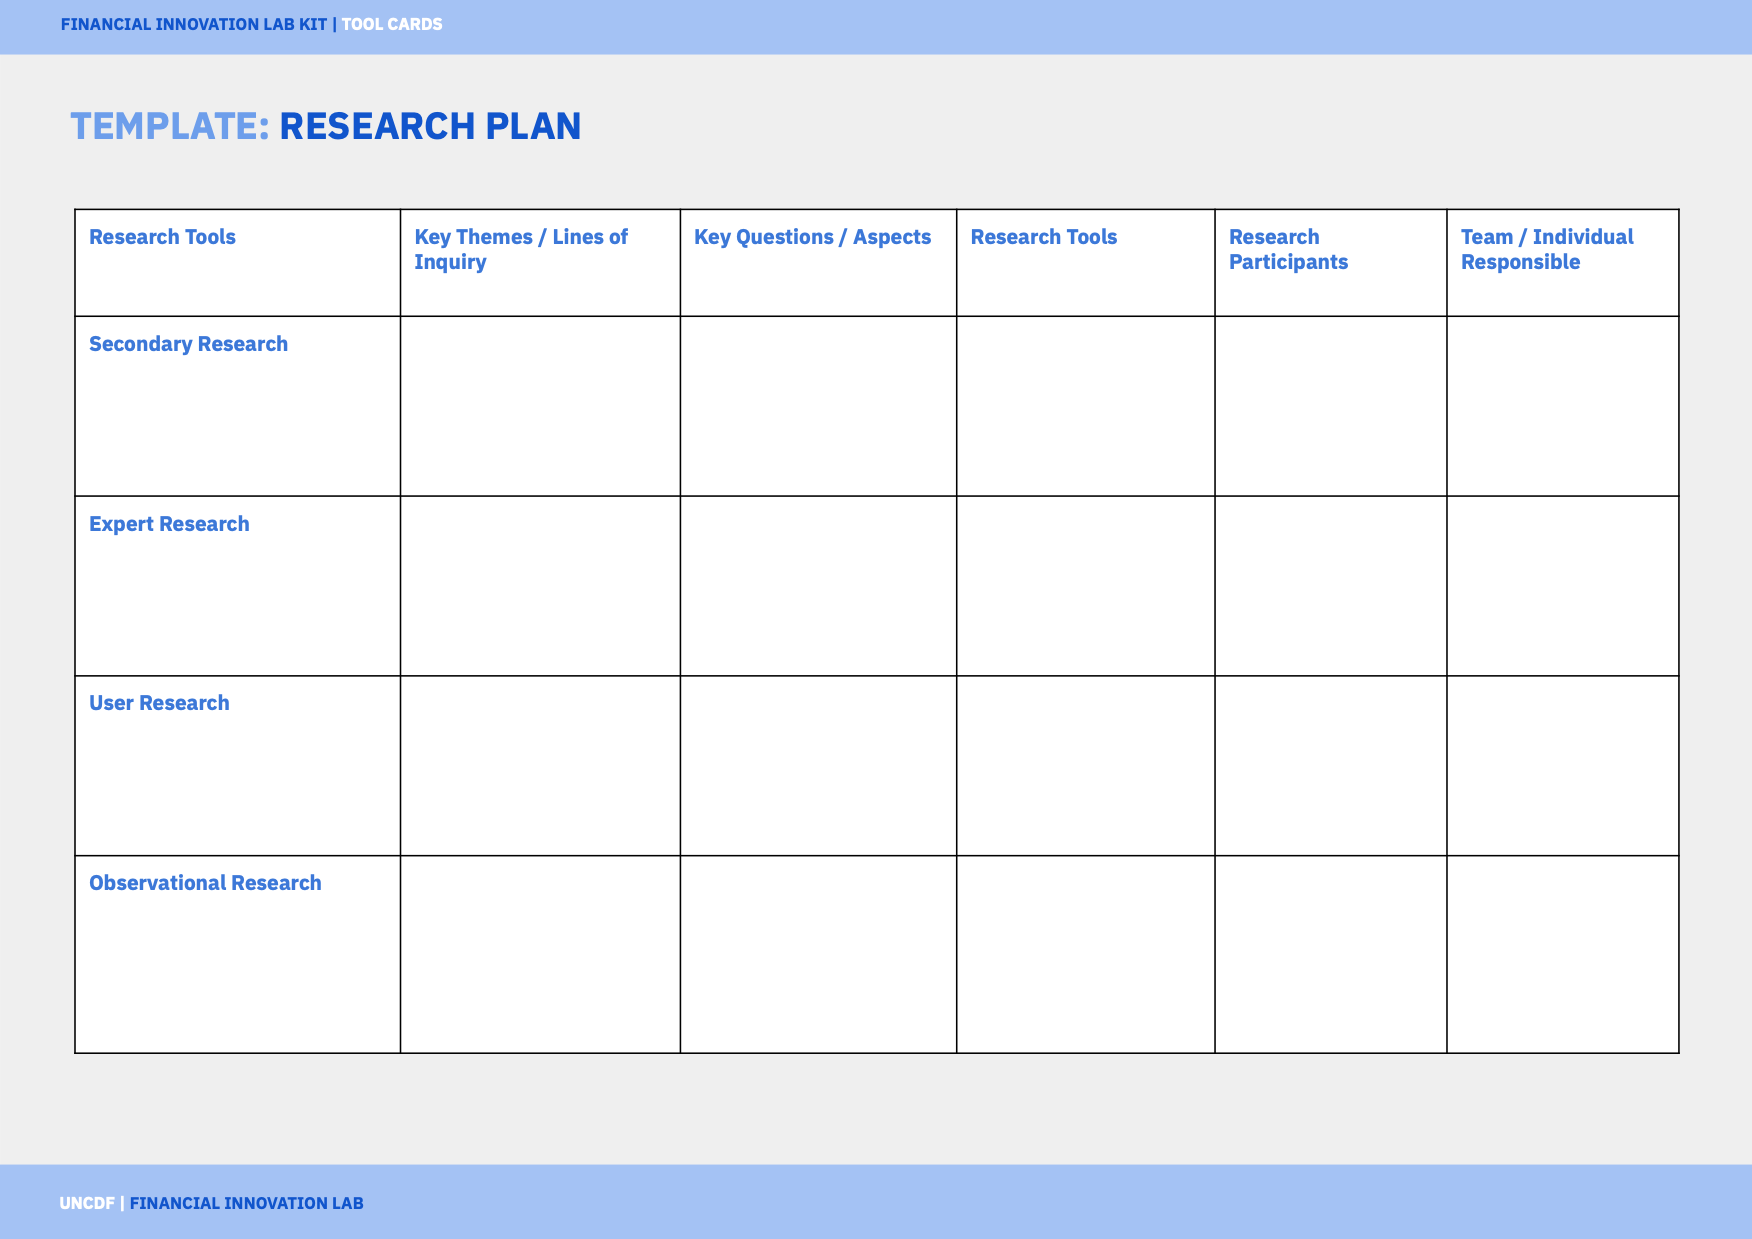 FINANCIAL INNOVATION LAB KIT | TOOL CARDS
TEMPLATE: RESEARCH PLAN
Research Tools
Key Themes / Lines of
Inquiry
Key Questions / Aspects
Research Tools
Research
Participants
Team / Individual
Responsible
Secondary Research
Expert Research
User Research
Observational Research
UNCDF | FINANCIAL INNOVATION LAB